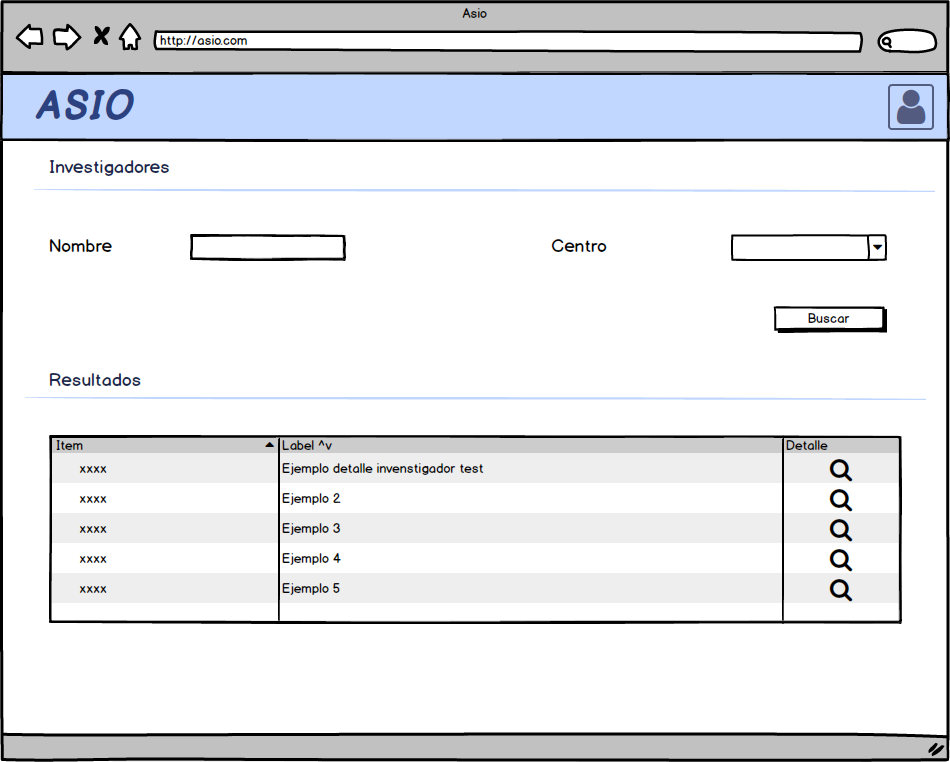 Asio
http://asio.com
ASIO
Investigadores
Nombre Centro
Buscar
Resultados
Item Label ^v Detalle
xxxx Ejemplo detalle invenstigador test
xxxx Ejemplo 2
xxxx Ejemplo 3
xxxx Ejemplo 4
xxxx Ejemplo 5